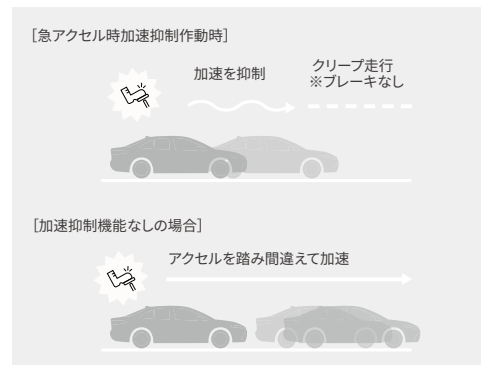 ［急アクセル時加速抑制作動時］
加速を抑制
クリープ走行
※ブレーキなし
［加速抑制機能なしの場合］
アクセルを踏み間違えて加速